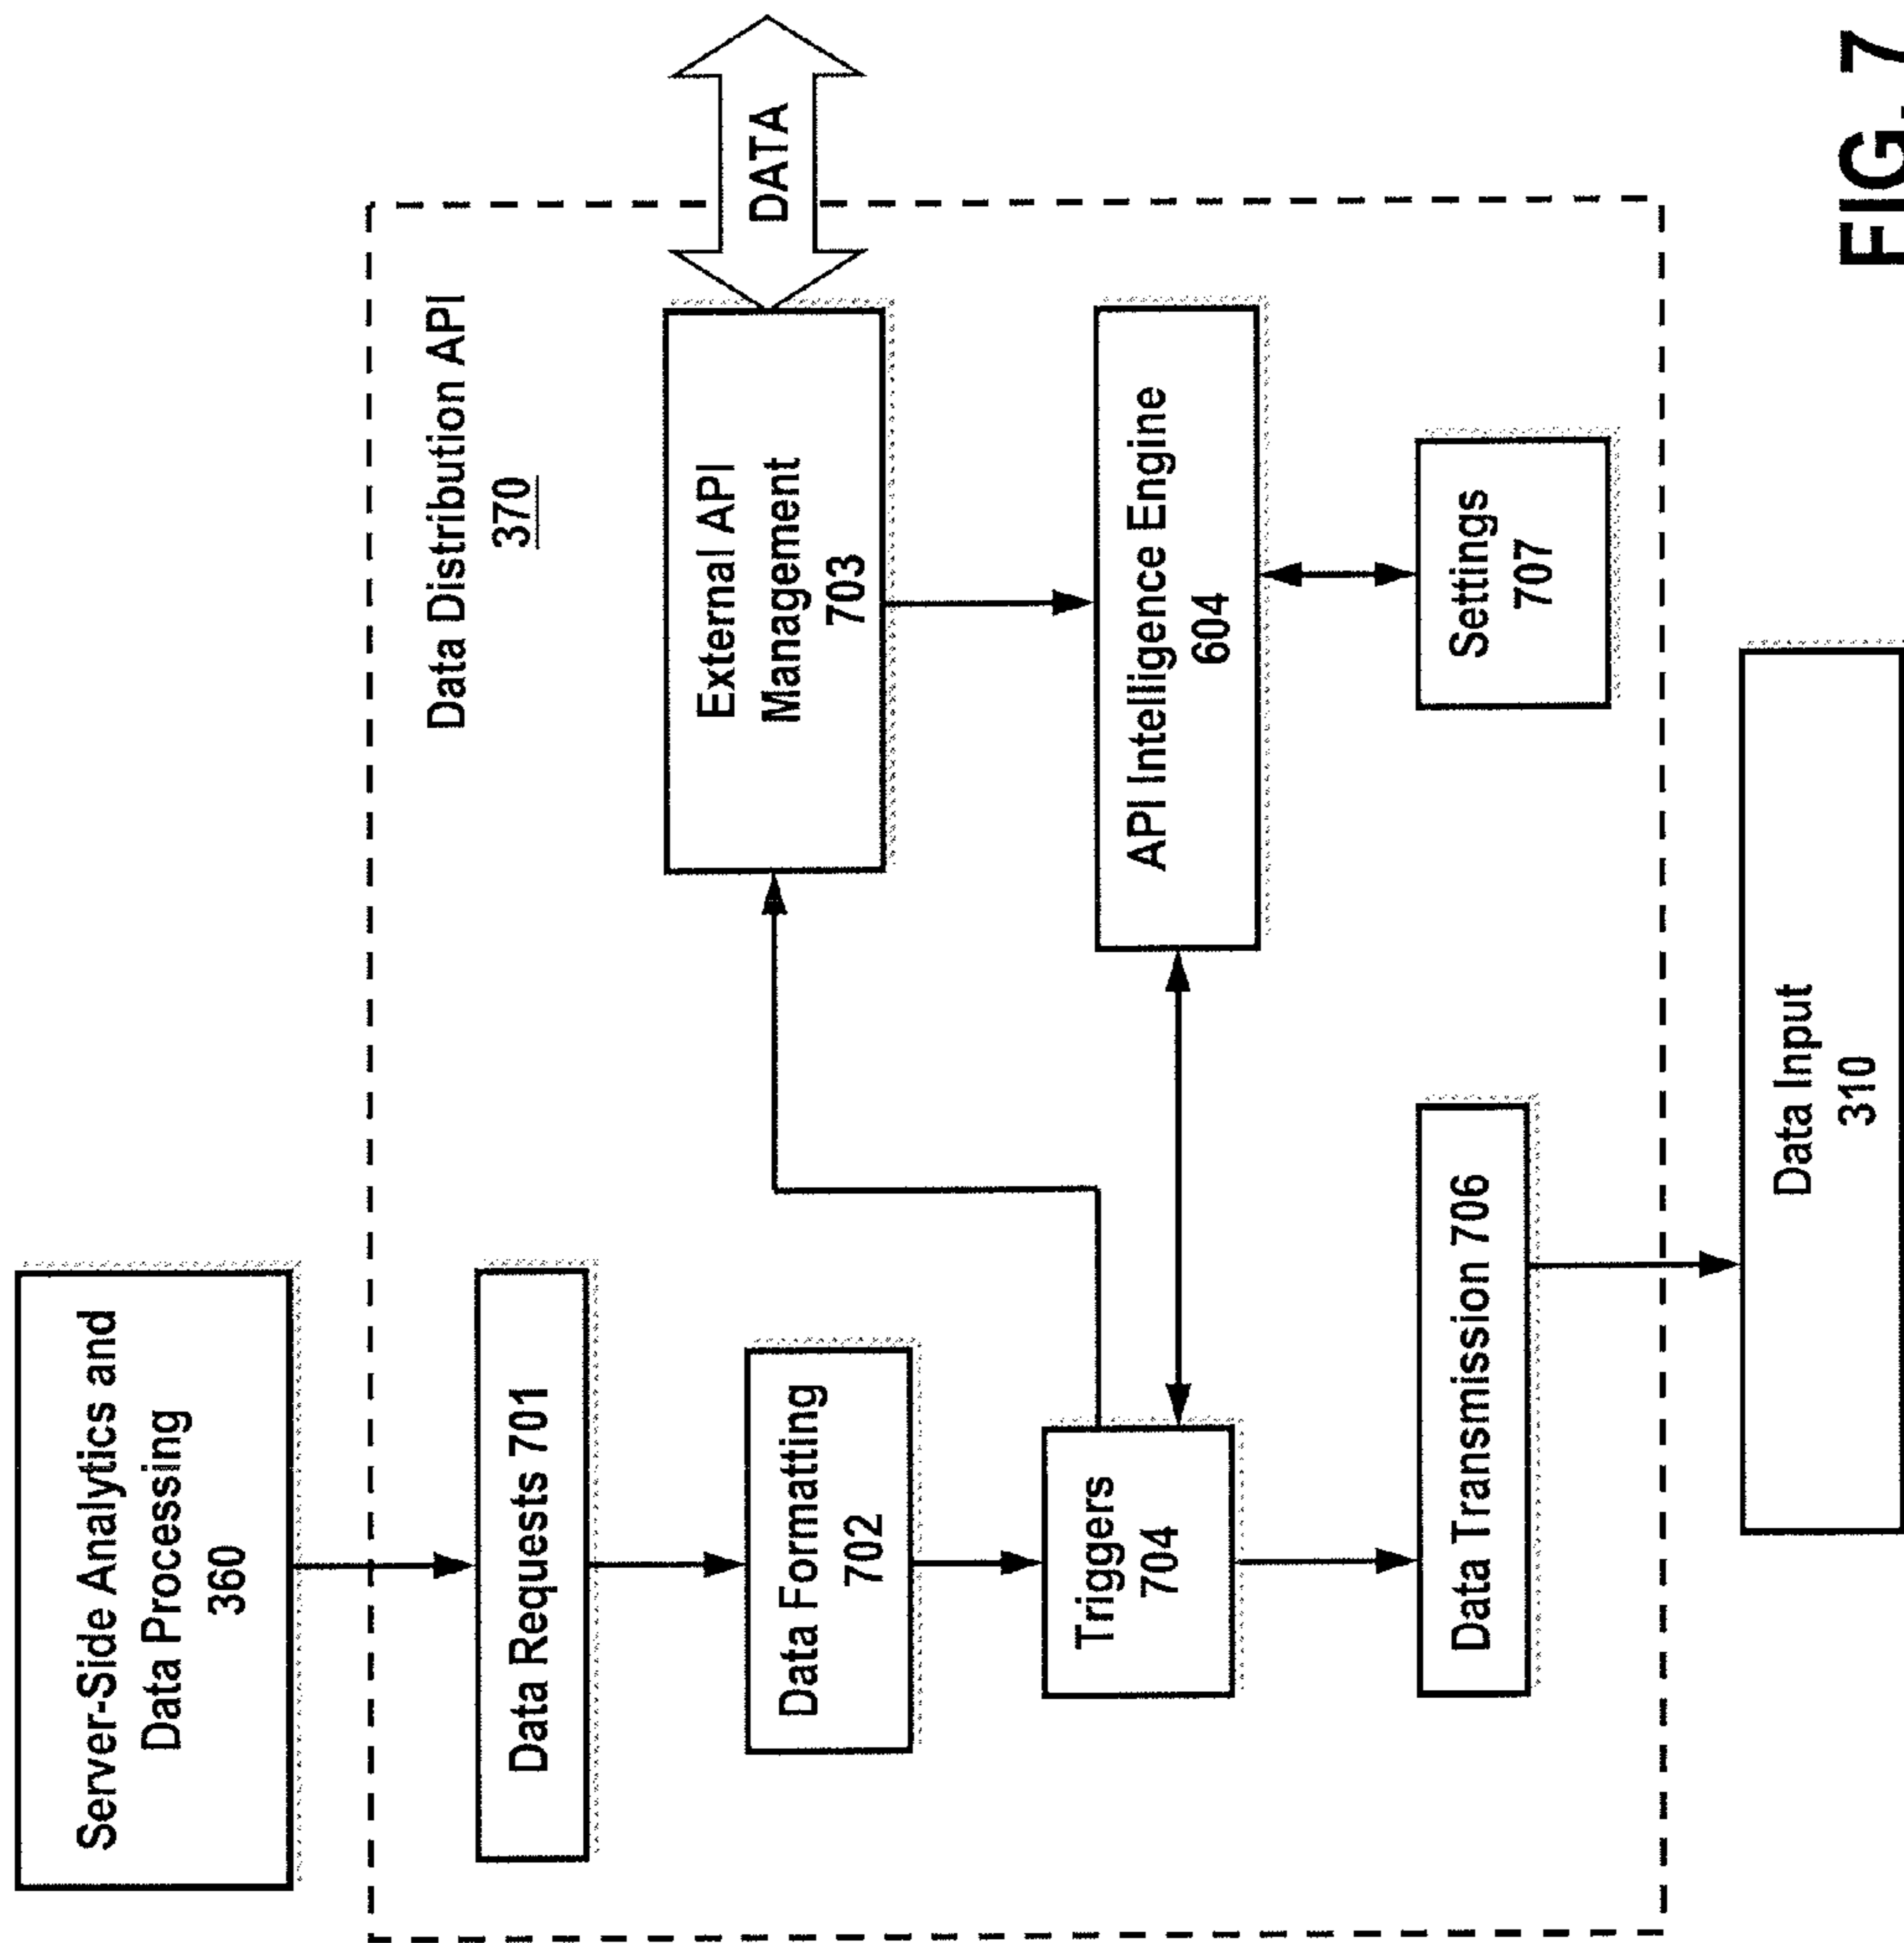 Server-Side Analytics and
Data Processing
360
Data Distribution API
370
Data Requests 701
Data Formatting
702
External API
Management
703
DATA
Triggers
704
API Intelligence Engine
604
Data Transmission 706
Settings
707
Data Input
310
FIG. 7